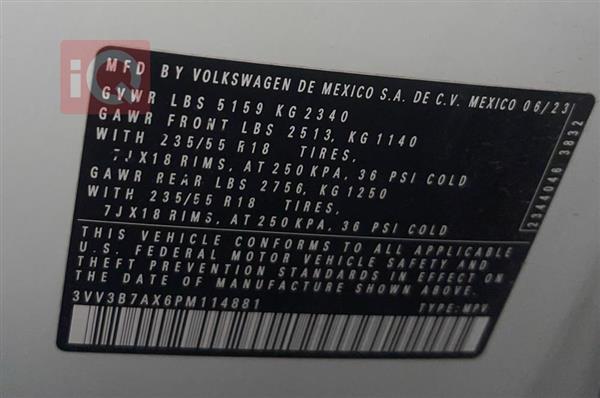 iQ
MFD BY VOLKSWAGEN DE MEXICO S.A. DE C.V. MEXICO 06/23
GVWR LBS 5159 KG 2340
GAWR FRONT LBS 2513, KG 1140
WITH 235/55 R18 TIRES,
7JX18 RIMS, AT 250 KPA, 36 PSI COLD
GAWR REAR LBS 2756, KG 1250
WITH 235/55 R18 TIRES,
7JX18 RIMS, AT 250 KPA, 36 PSI COLD
THIS VEHICLE CONFORMS TO ALL APPLICABLE
U.S. FEDERAL MOTOR VEHICLE SAFETY AND
THEFT PREVENTION STANDARDS IN EFFECT ON
THE DATE OF MANUFACTURE SHOWN ABOVE.
3VV3B7AX6PM114881 TYPE: MPV
2344046 3832